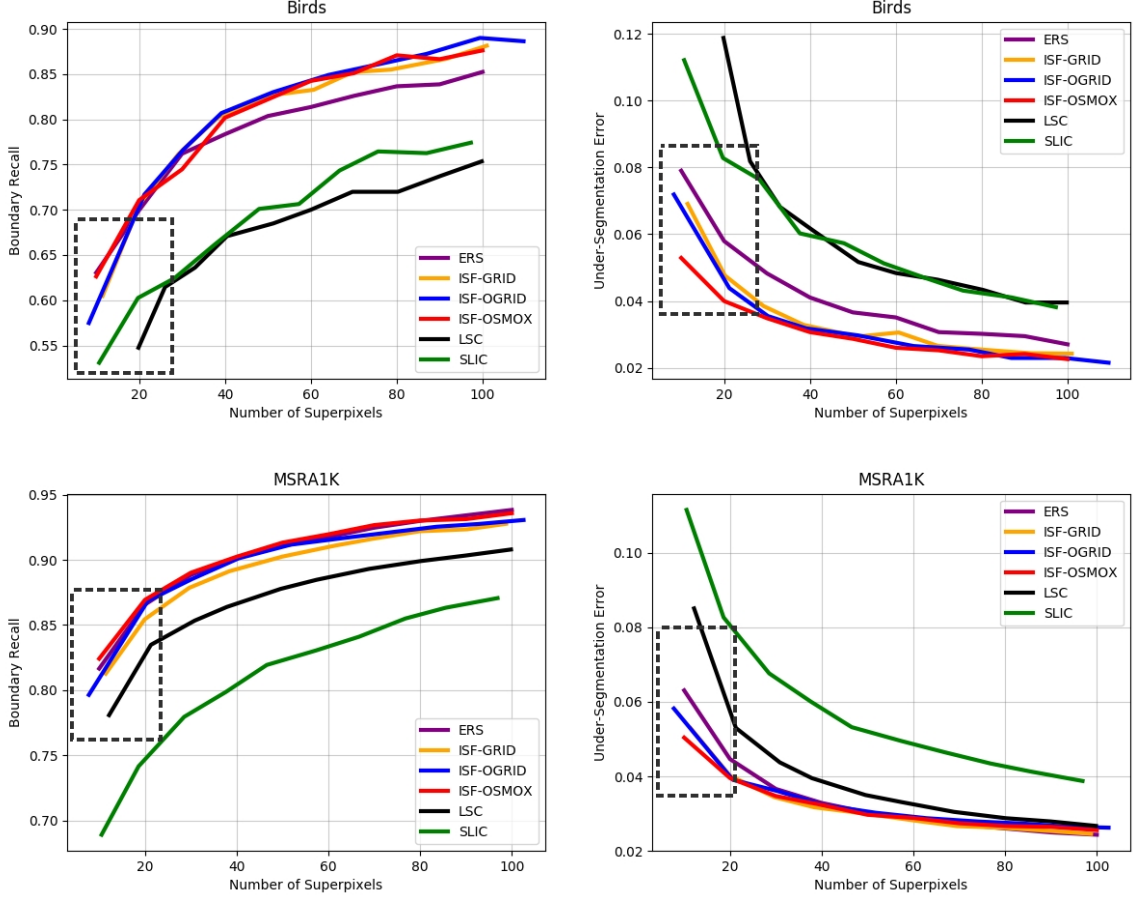 Birds
0.90
0.85
0.80
0.75
0.70
0.65
0.60
0.55
Boundary Recall
20 40 60 80 100
Number of Superpixels
ERS
ISF-GRID
ISF-OGRID
ISF-OSMOX
LSC
SLIC
Birds
0.12
0.10
0.08
0.06
0.04
0.02
Under-Segmentation Error
20 40 60 80 100
Number of Superpixels
ERS
ISF-GRID
ISF-OGRID
ISF-OSMOX
LSC
SLIC
MSRA1K
0.95
0.90
0.85
0.80
0.75
0.70
Boundary Recall
20 40 60 80 100
Number of Superpixels
ERS
ISF-GRID
ISF-OGRID
ISF-OSMOX
LSC
SLIC
MSRA1K
0.10
0.08
0.06
0.04
0.02
Under-Segmentation Error
20 40 60 80 100
Number of Superpixels
ERS
ISF-GRID
ISF-OGRID
ISF-OSMOX
LSC
SLIC